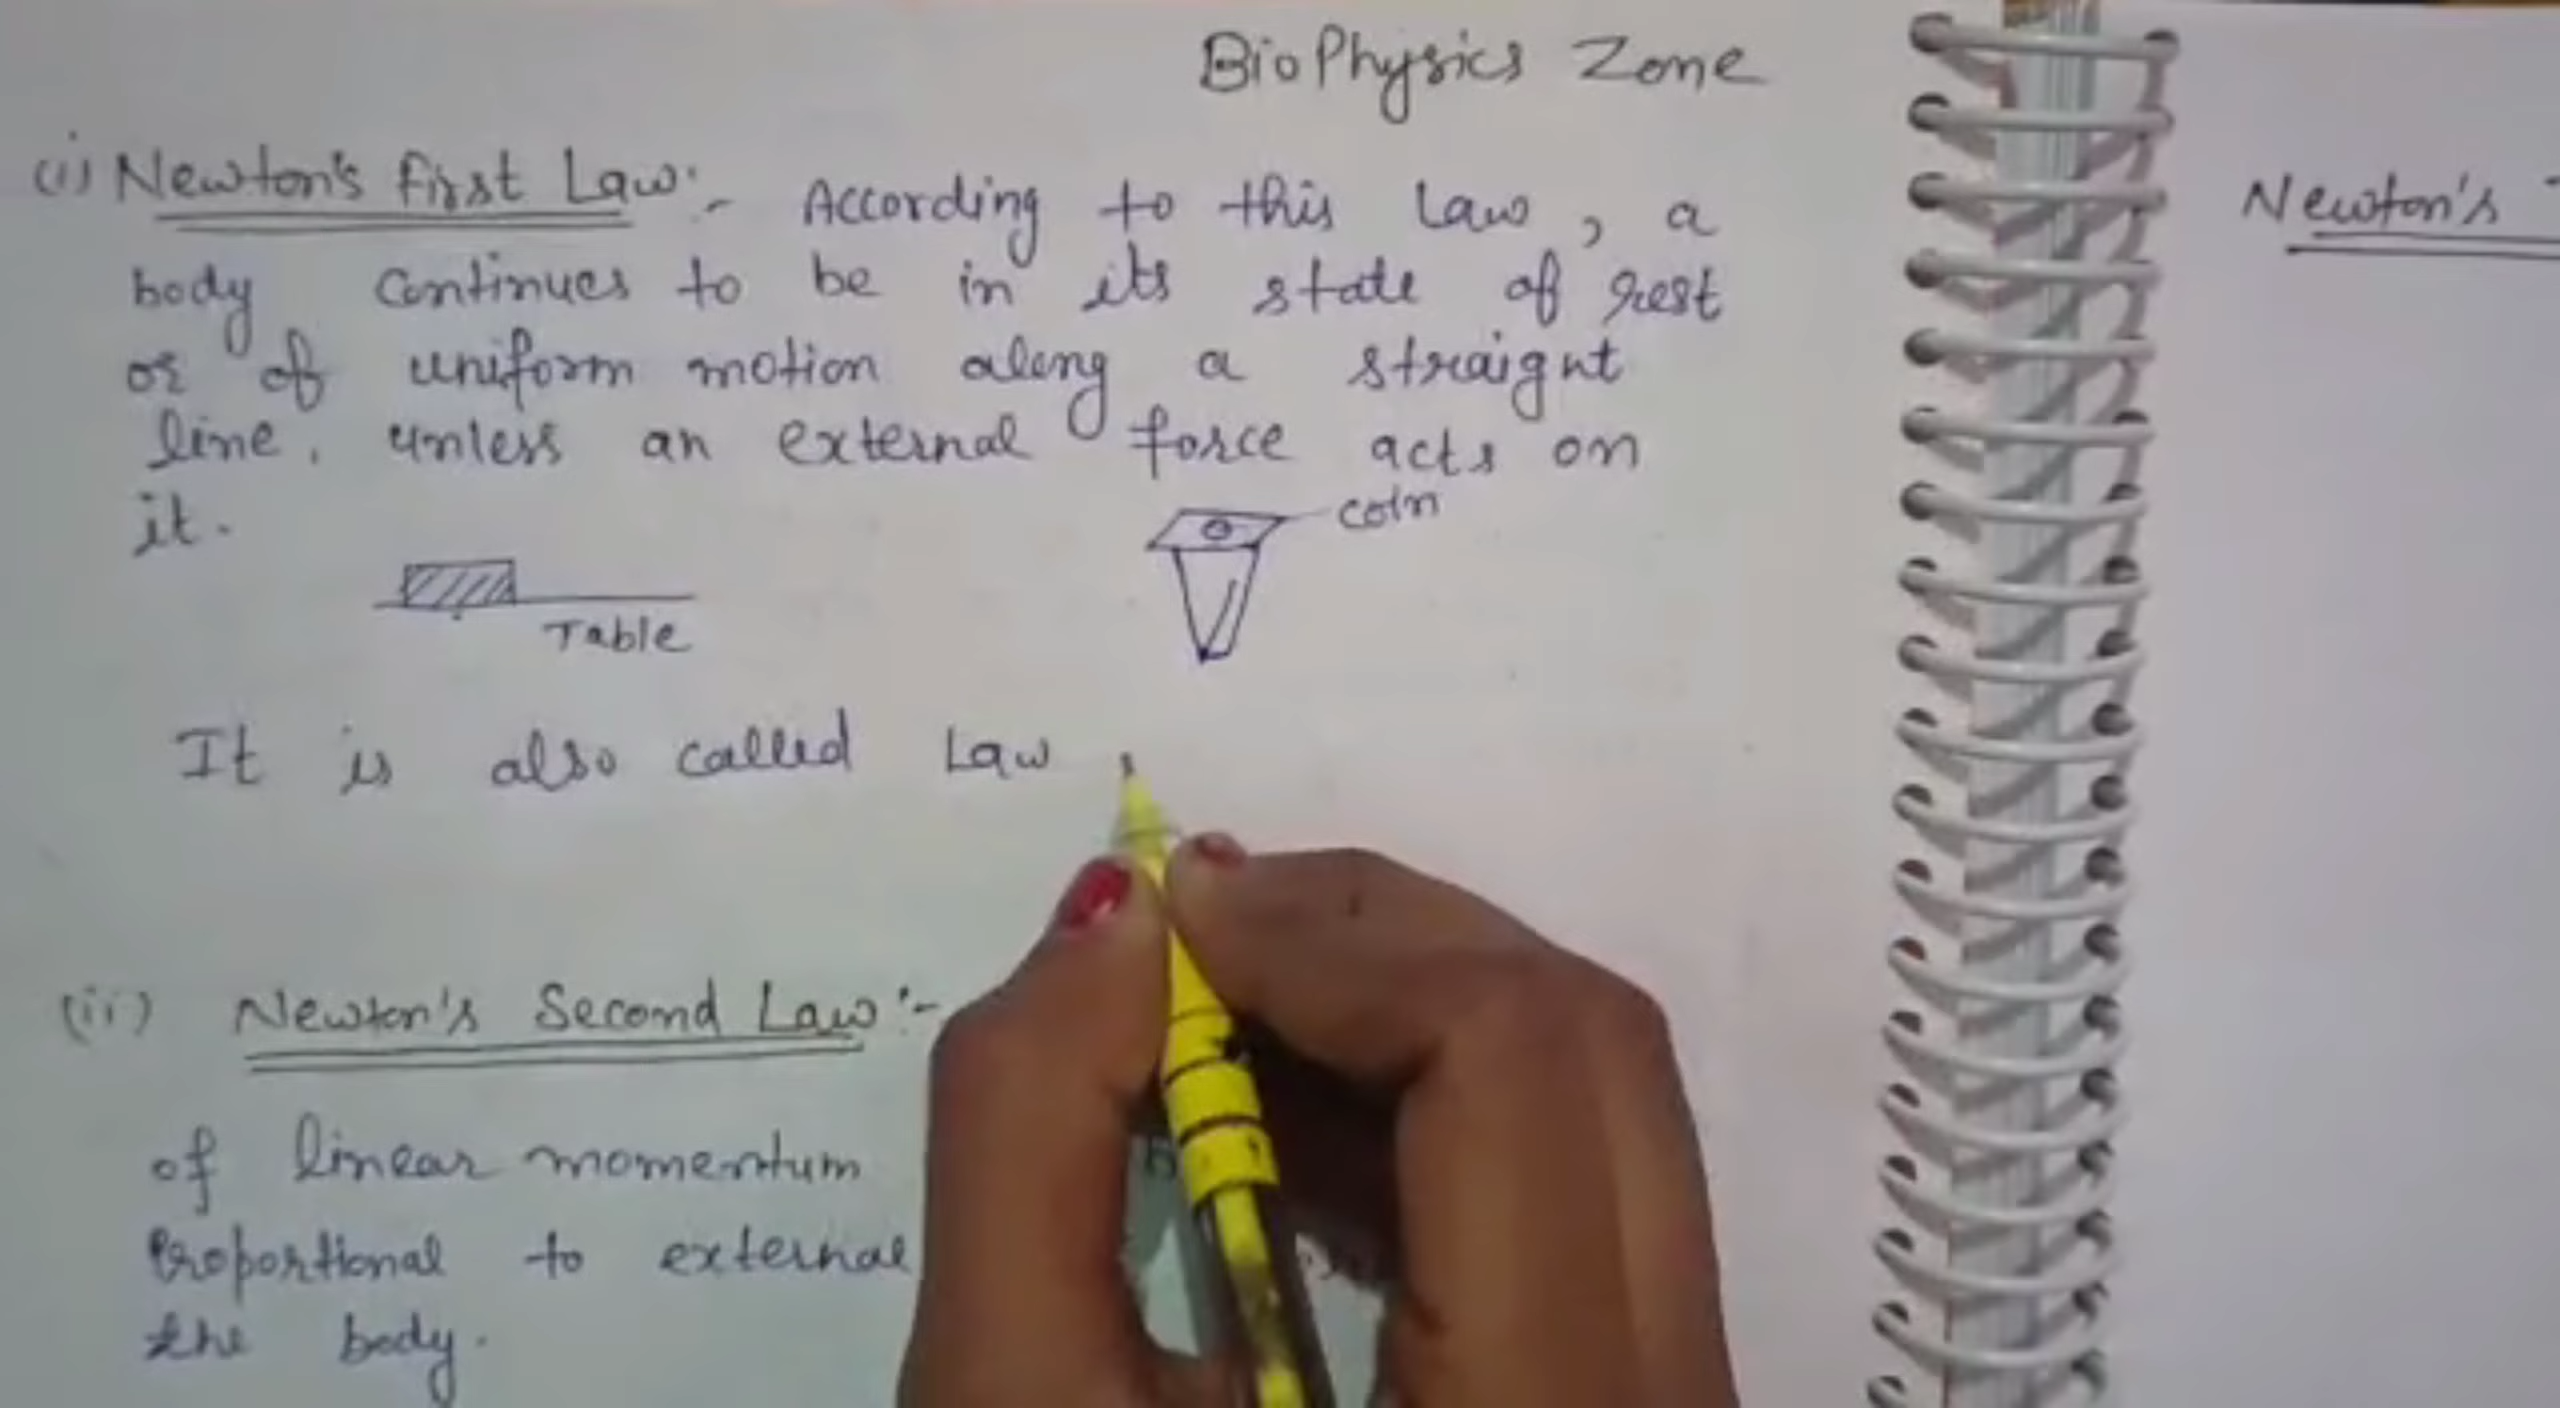 BioPhysics Zone
(i) Newton's First Law :- According to this Law, a
body continues to be in its state of rest
or of uniform motion along a straignt
line, unless an external force acts on
it.
coin
Table
It is also called Law
(ii) Newton's Second Law :-
of linear momentum
Proportional to external
the body.
Newton's